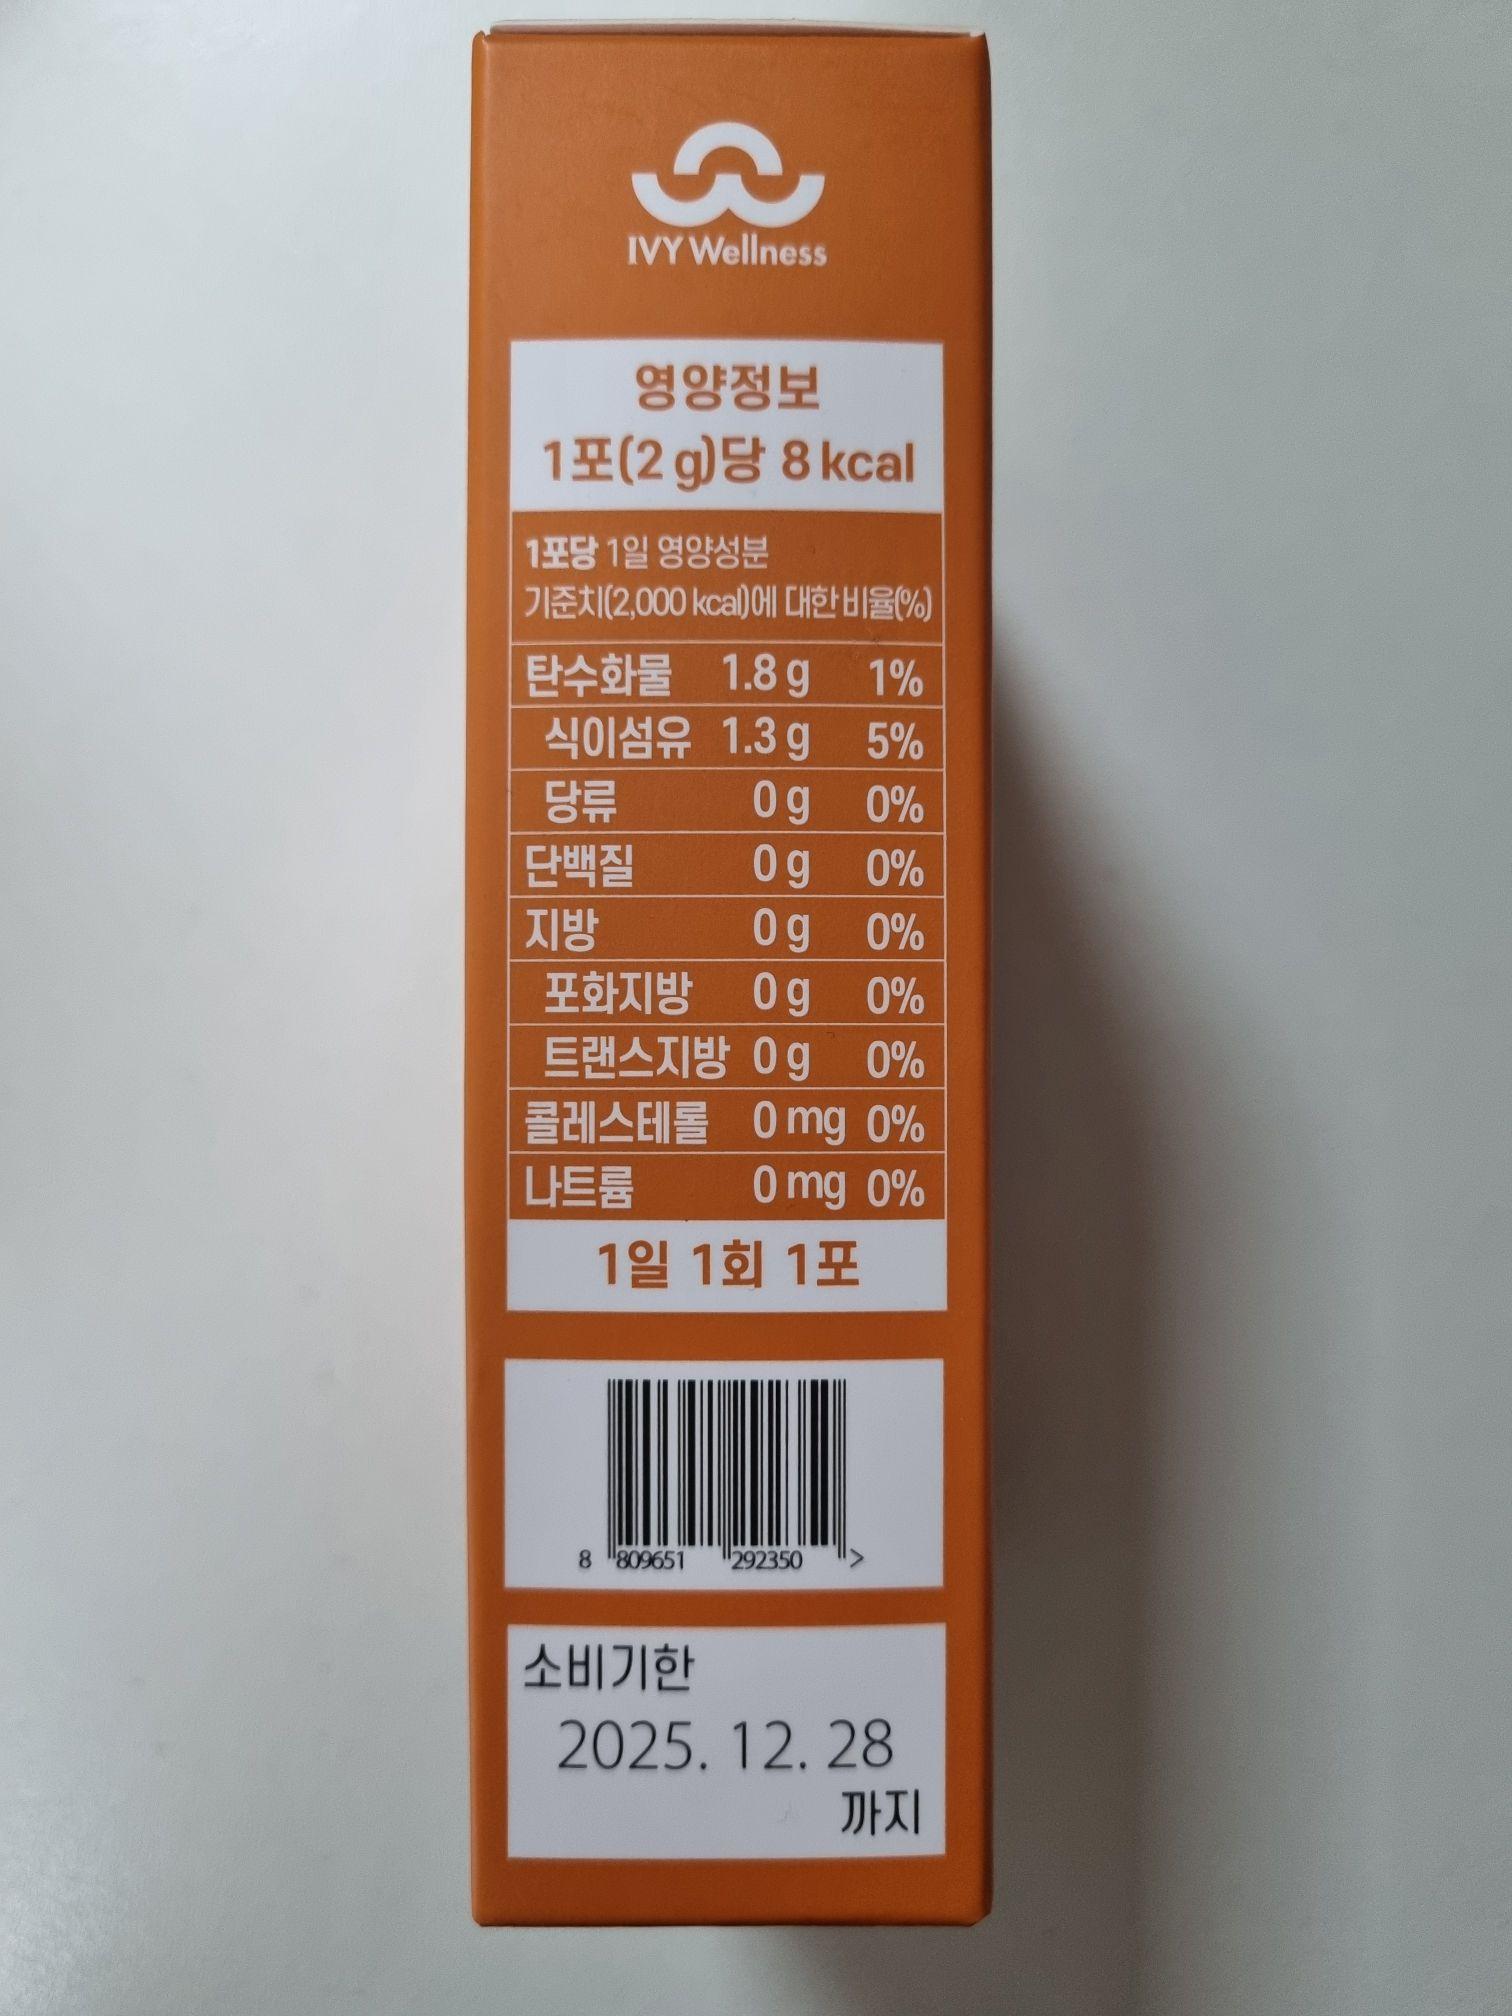 IVY Wellness
영양정보
1포(2 g)당 8 kcal
1포당 1일 영양성분
기준치(2,000 kcal)에 대한 비율(%)
탄수화물 1.8 g 1%
식이섬유 1.3 g 5%
당류 0 g 0%
단백질 0 g 0%
지방 0 g 0%
포화지방 0 g 0%
트랜스지방 0 g 0%
콜레스테롤 0 mg 0%
나트륨 0 mg 0%
1일 1회 1포
8 809651 292350 >
소비기한
2025. 12. 28
까지